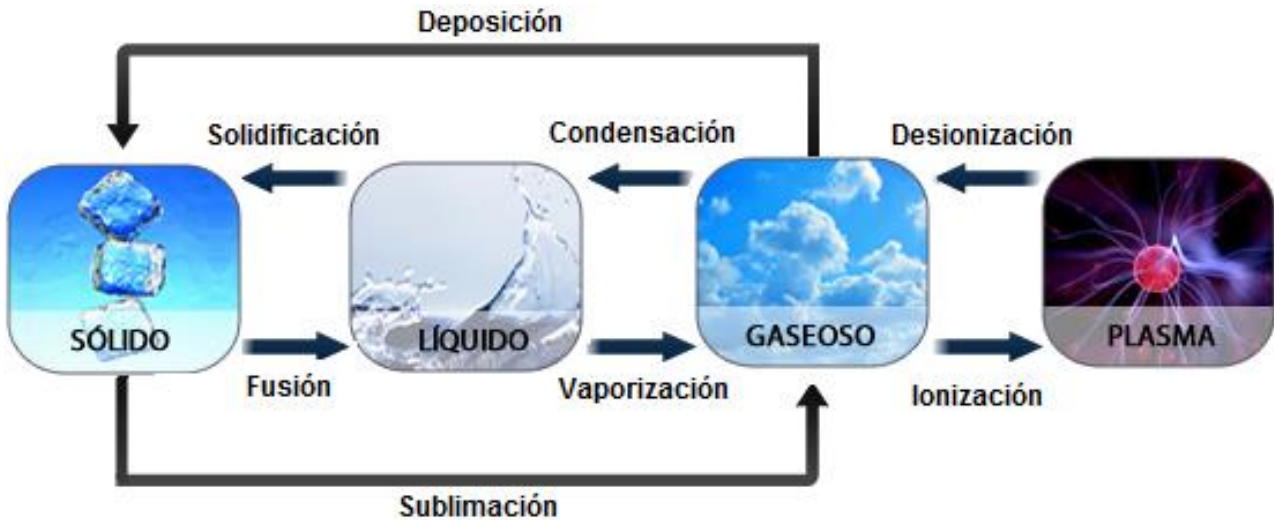 Deposición
Solidificación
Condensación
Desionización
SÓLIDO
LÍQUIDO
GASEOSO
PLASMA
Fusión
Vaporización
Ionización
Sublimación